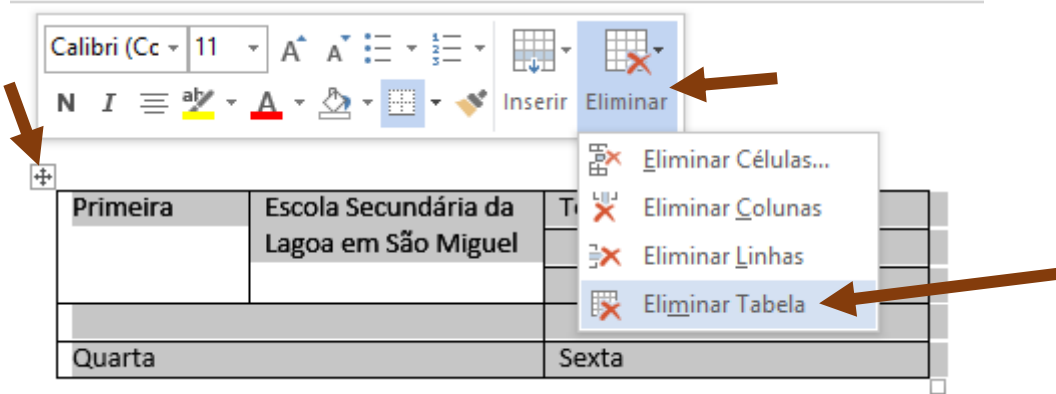 Calibri (Cc 11
N I Inserir Eliminar
Eliminar Células...
Eliminar Colunas
Eliminar Linhas
Eliminar Tabela
Primeira Escola Secundária da
Lagoa em São Miguel
Quarta Sexta